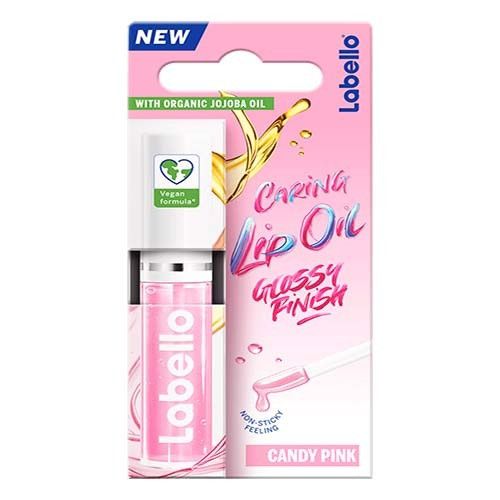 NEW
Labello
WITH ORGANIC JOJOBA OIL
Vegan
formula*
CARING
Lip Oil
GLOSSY
FINISH
Labello
NON-STICKY
FEELING
CANDY PINK